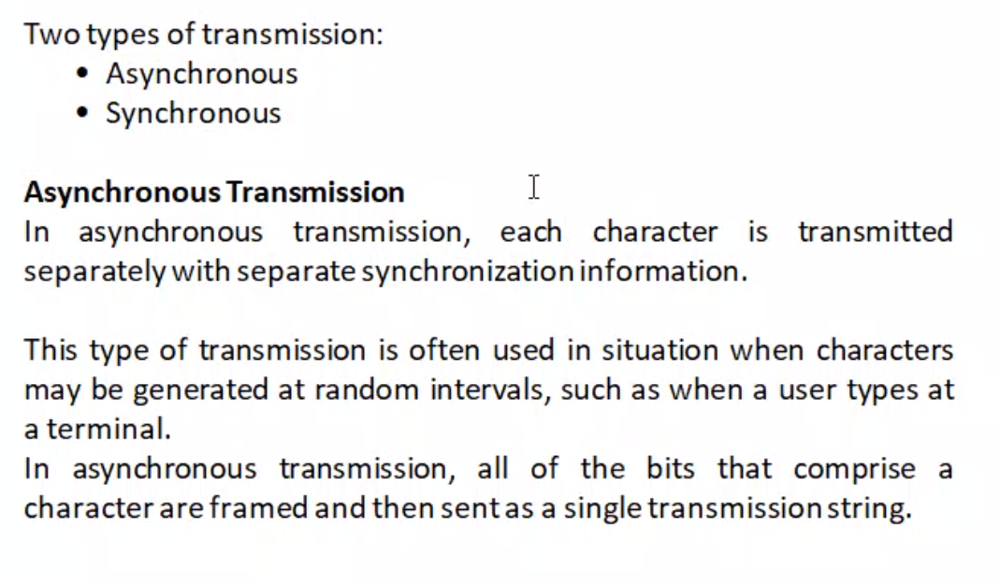 Two types of transmission:
• Asynchronous
• Synchronous
Asynchronous Transmission
In asynchronous transmission, each character is transmitted
separately with separate synchronization information.
This type of transmission is often used in situation when characters
may be generated at random intervals, such as when a user types at
a terminal.
In asynchronous transmission, all of the bits that comprise a
character are framed and then sent as a single transmission string.